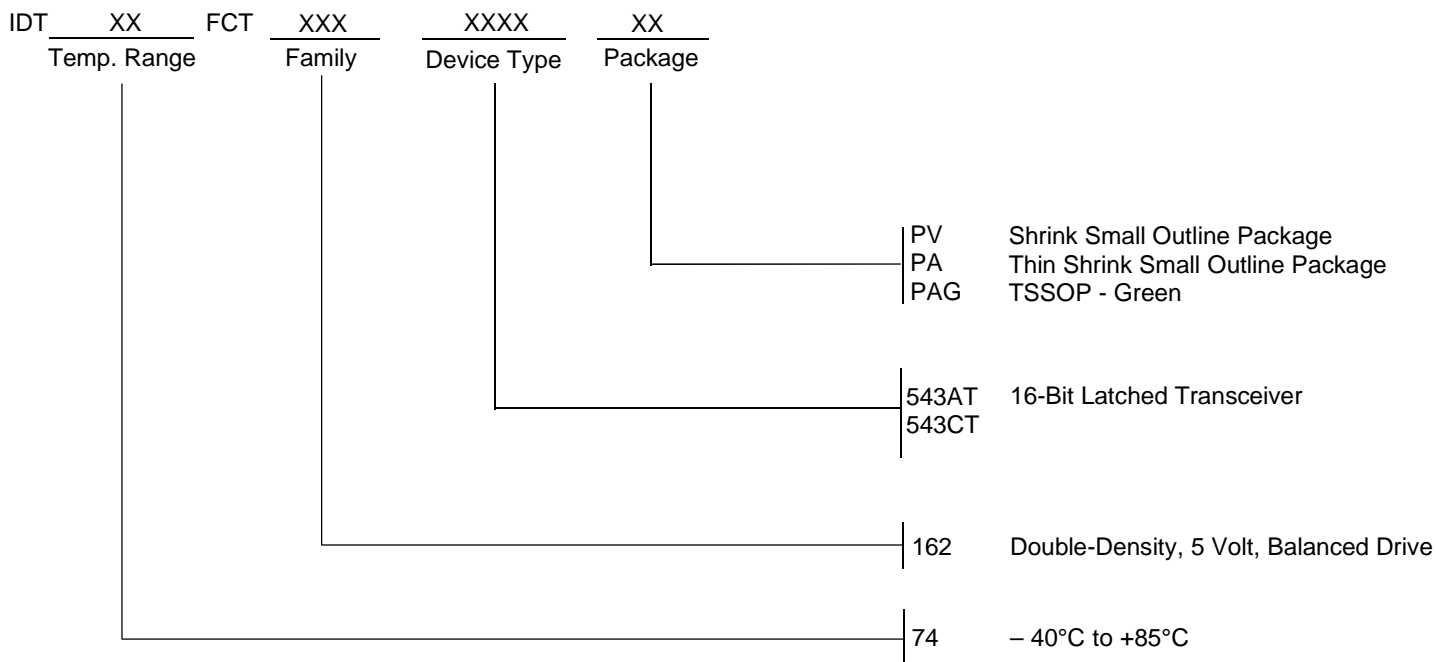 IDT XX FCT XXX XXXX XX
Temp. Range Family Device Type Package
PV Shrink Small Outline Package
PA Thin Shrink Small Outline Package
PAG TSSOP - Green
543AT 16-Bit Latched Transceiver
543CT
162 Double-Density, 5 Volt, Balanced Drive
74 – 40°C to +85°C